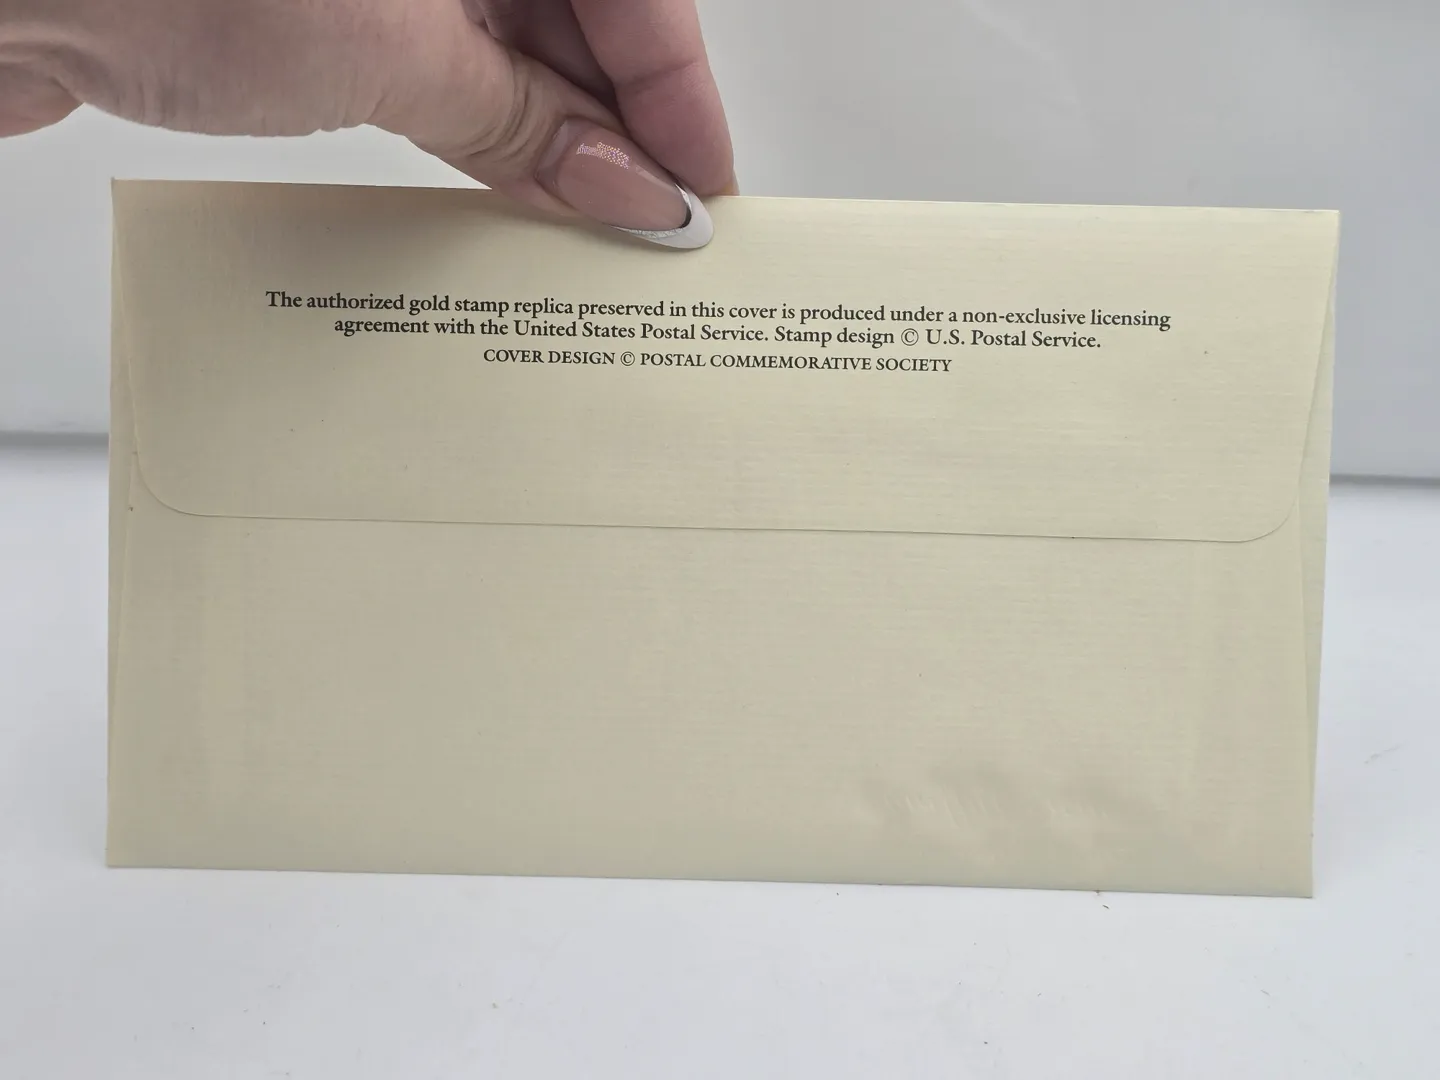 The authorized gold stamp replica preserved in this cover is produced under a non-exclusive licensing
agreement with the United States Postal Service. Stamp design © U.S. Postal Service.
COVER DESIGN © POSTAL COMMEMORATIVE SOCIETY